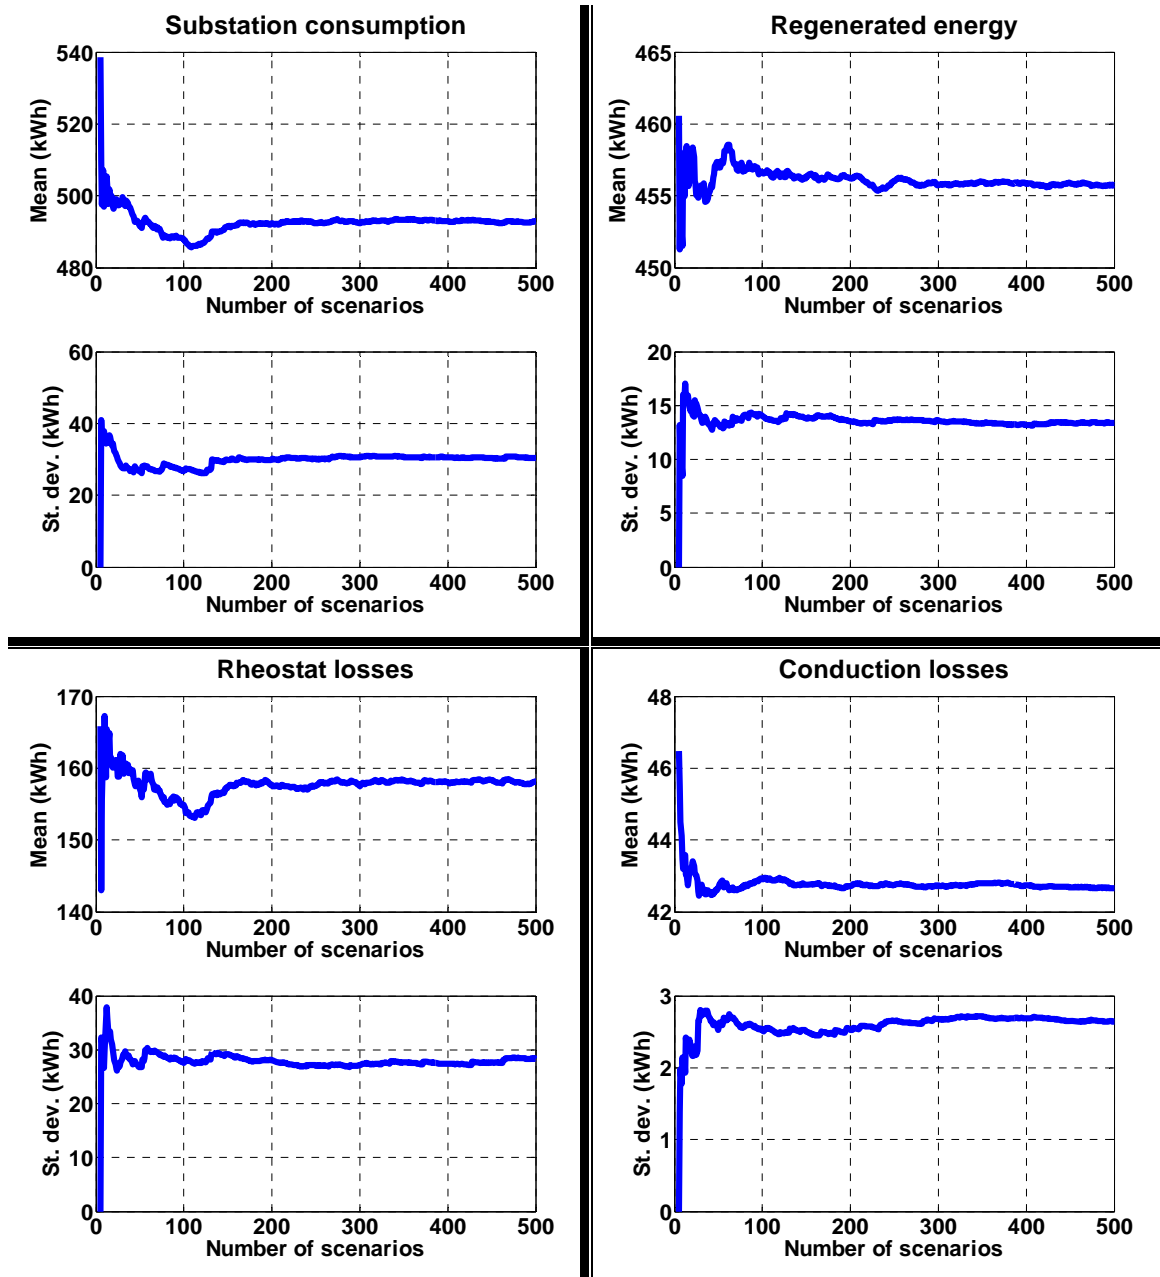 Substation consumption
540
520
500
480
Mean (kWh)
0 100 200 300 400 500
Number of scenarios
60
40
20
0
St. dev. (kWh)
0 100 200 300 400 500
Number of scenarios
Regenerated energy
465
460
455
450
Mean (kWh)
0 100 200 300 400 500
Number of scenarios
20
15
10
5
0
St. dev. (kWh)
0 100 200 300 400 500
Number of scenarios
Rheostat losses
170
160
150
140
Mean (kWh)
0 100 200 300 400 500
Number of scenarios
40
30
20
10
0
St. dev. (kWh)
0 100 200 300 400 500
Number of scenarios
Conduction losses
48
46
44
42
Mean (kWh)
0 100 200 300 400 500
Number of scenarios
3
2
1
0
St. dev. (kWh)
0 100 200 300 400 500
Number of scenarios